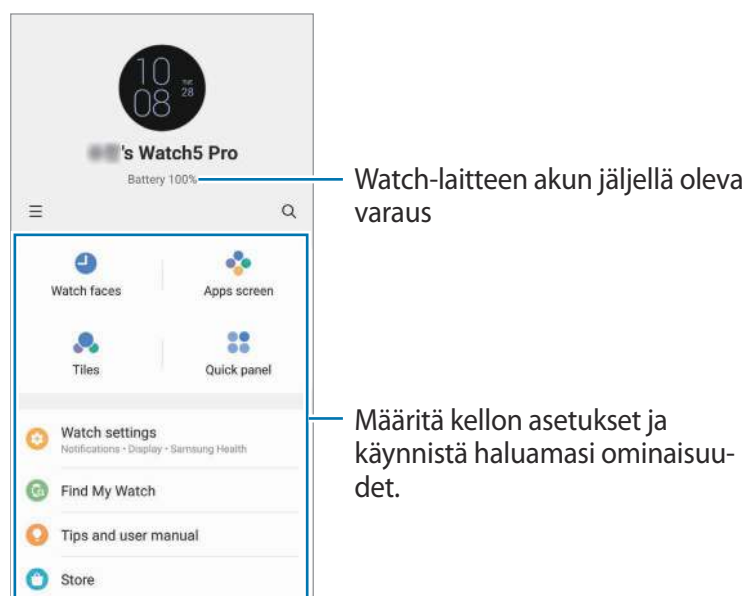 10
08
TUE
28
's Watch5 Pro
Battery 100%
Watch-laitteen akun jäljellä oleva
varaus
Watch faces
Apps screen
Tiles
Quick panel
Watch settings
Notifications • Display • Samsung Health
Find My Watch
Tips and user manual
Store
Määritä kellon asetukset ja
käynnistä haluamasi ominaisuu-
det.